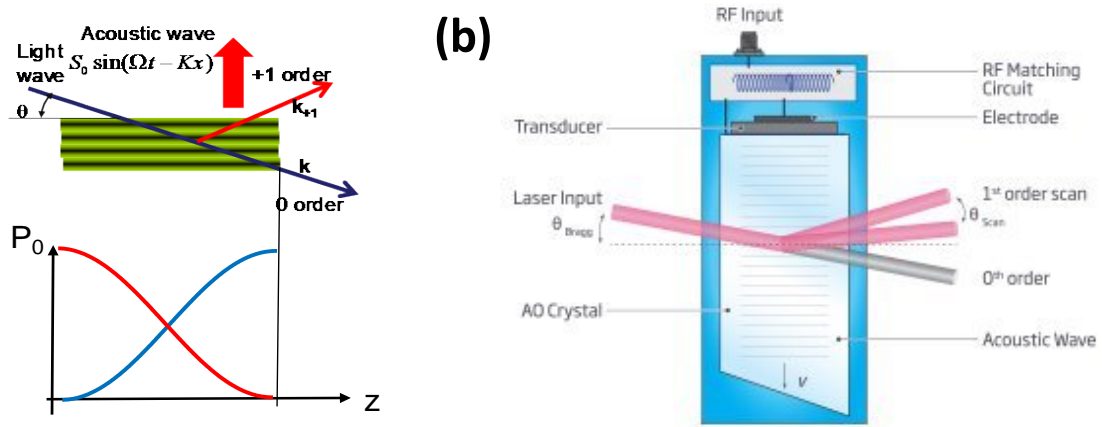 Acoustic wave
Light wave
S₀ sin(Ωt − Kx)
+1 order
θ
k₊₁
k
0 order
P₀
z
(b)
RF Input
RF Matching
Circuit
Electrode
Transducer
Laser Input
θ Bragg
1st order scan
θ Scan
0th order
AO Crystal
Acoustic Wave
v